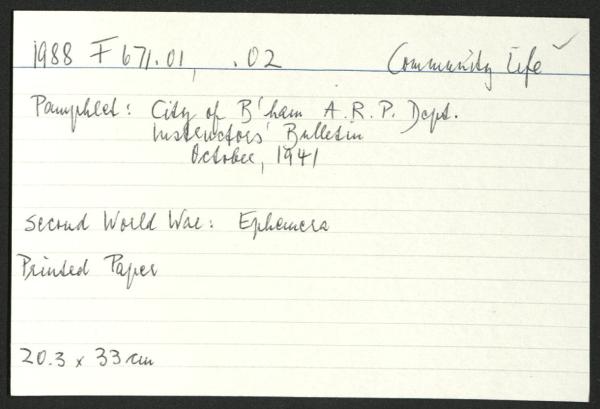 1988 F 671.01, .02 Community Life ✓
Pamphlet: City of B'ham A.R.P. Dept.
Instructors' Bulletin
October, 1941
Second World War: Ephemera
Printed Paper
20.3 x 33 cm